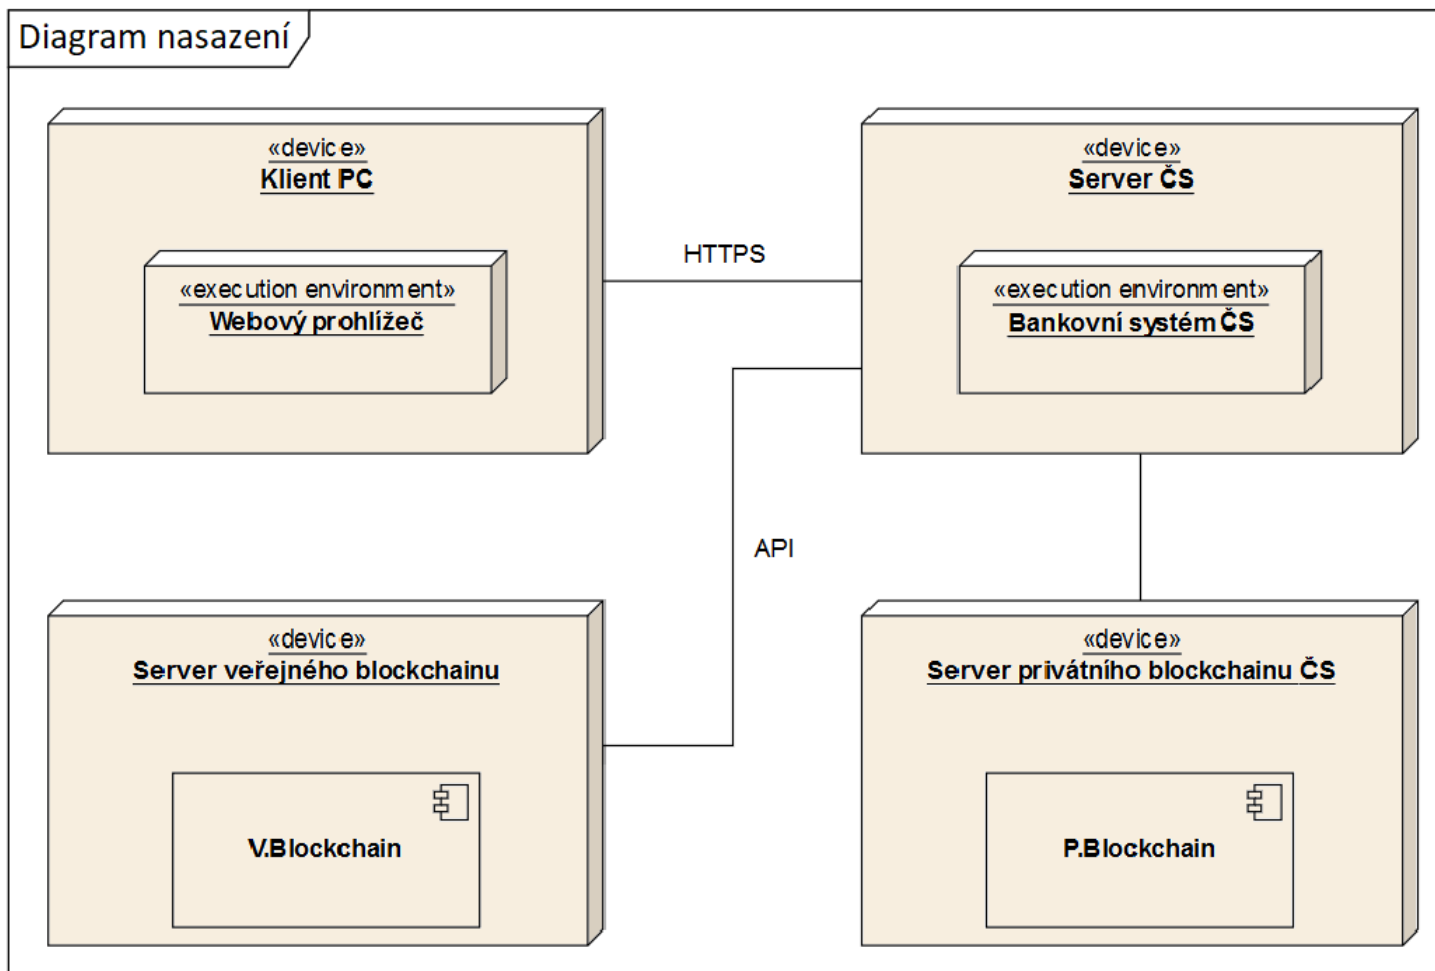 Diagram nasazení
«device»
Klient PC
«execution environment»
Webový prohlížeč
HTTPS
«device»
Server ČS
«execution environment»
Bankovní systém ČS
API
«device»
Server veřejného blockchainu
V.Blockchain
«device»
Server privátního blockchainu ČS
P.Blockchain